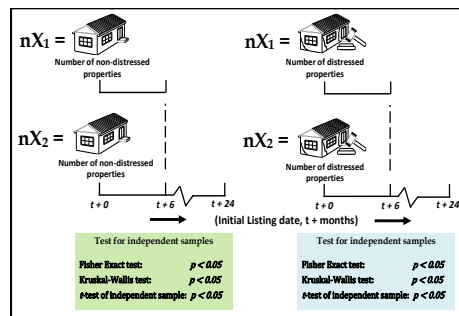 nX1 =
Number of non-distressed
properties
nX2 =
Number of non-distressed
properties
t + 0
t + 6
t + 24
nX1 =
Number of distressed
properties
nX2 =
Number of distressed
properties
t + 0
t + 6
t + 24
(Initial Listing date, t + months)
Test for independent samples
Fisher Exact test: p < 0.05
Kruskal-Wallis test: p < 0.05
t-test of independent sample: p < 0.05
Test for independent samples
Fisher Exact test: p < 0.05
Kruskal-Wallis test: p < 0.05
t-test of independent sample: p < 0.05